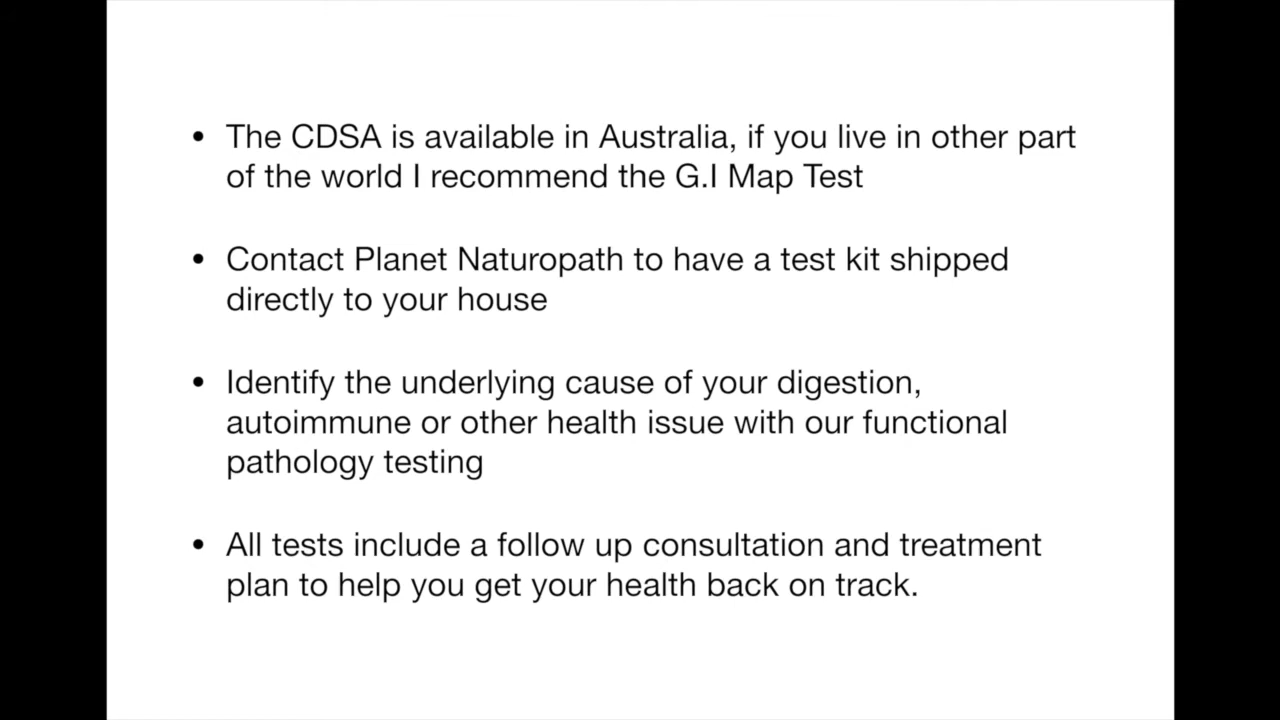 • The CDSA is available in Australia, if you live in other part
of the world I recommend the G.I Map Test
• Contact Planet Naturopath to have a test kit shipped
directly to your house
• Identify the underlying cause of your digestion,
autoimmune or other health issue with our functional
pathology testing
• All tests include a follow up consultation and treatment
plan to help you get your health back on track.